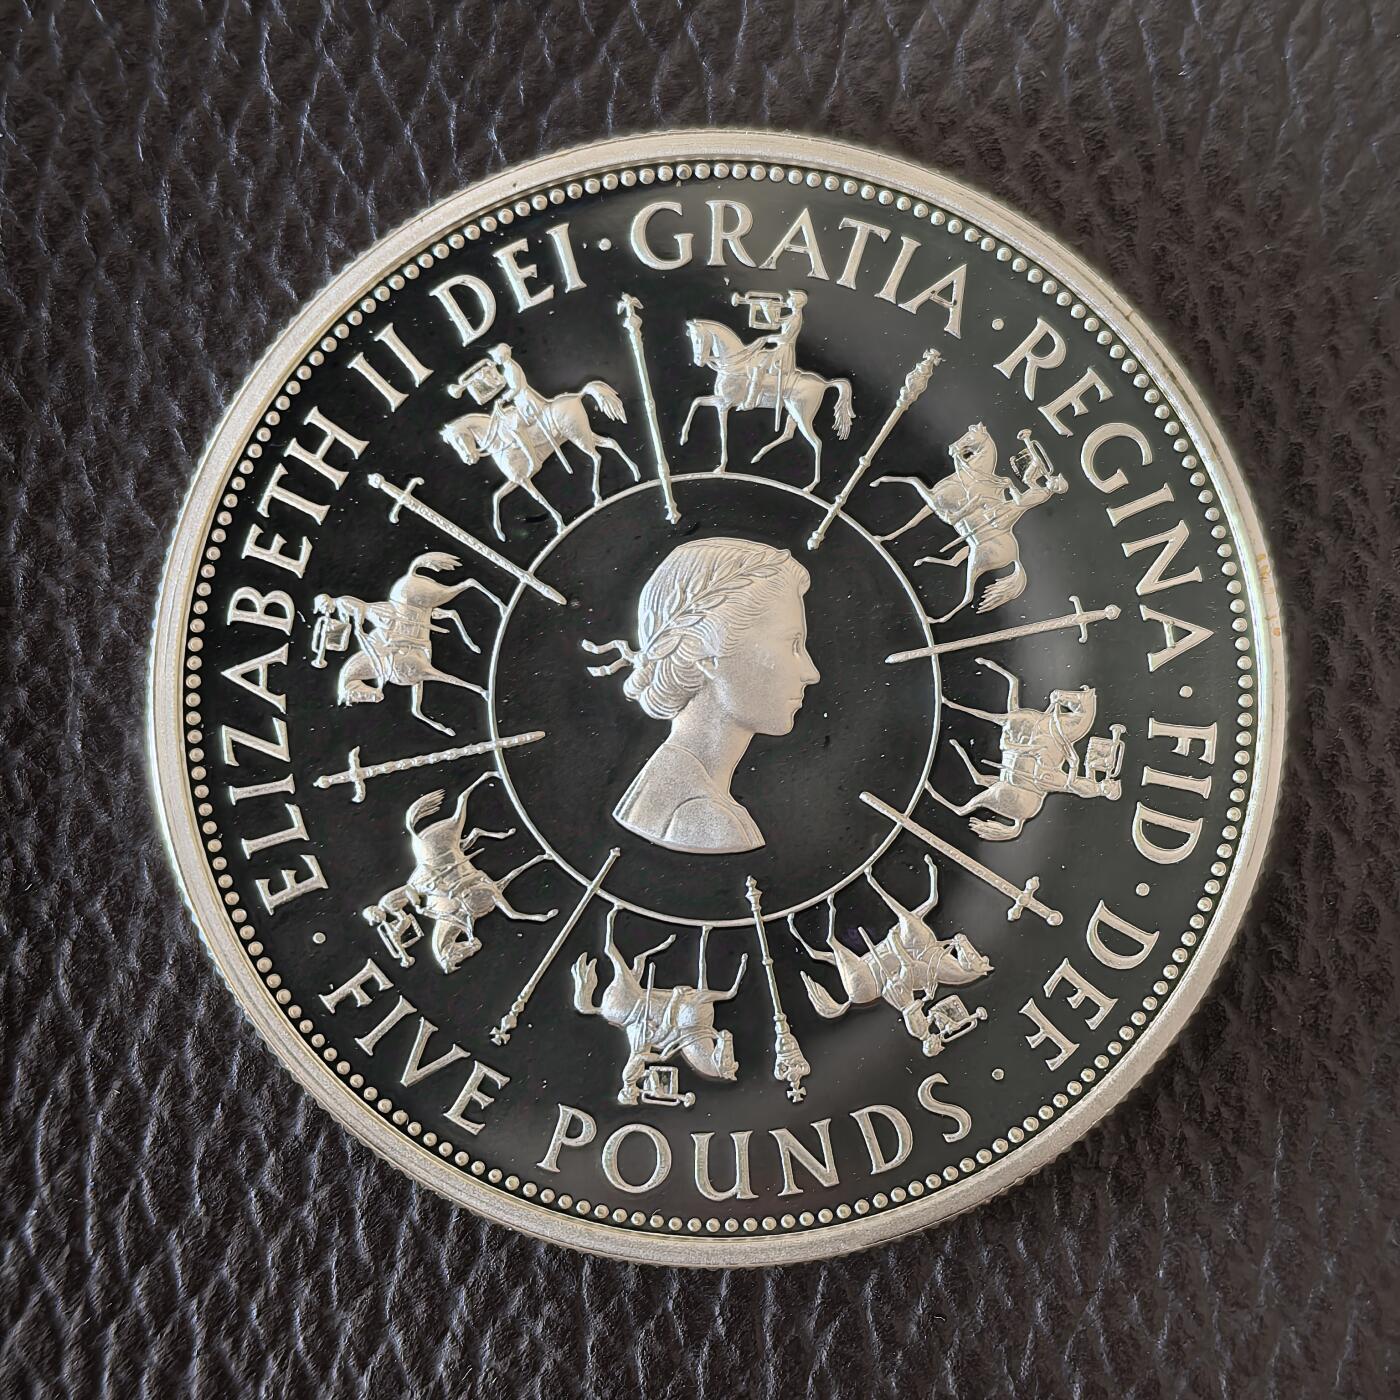 ELIZABETH II DEI · GRATIA · REGINA · FID · DEF ·
FIVE POUNDS ·